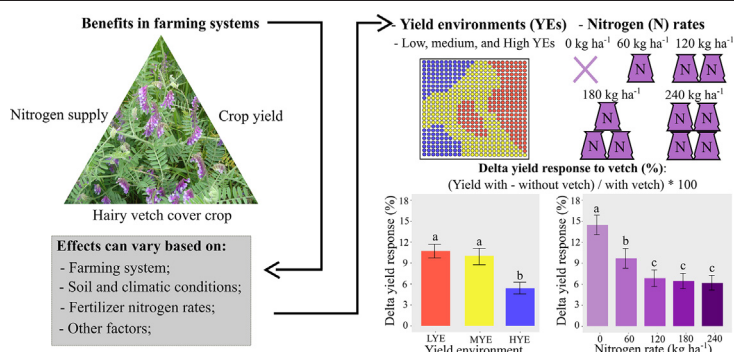 Benefits in farming systems
Nitrogen supply
Crop yield
Hairy vetch cover crop
Effects can vary based on:
- Farming system;
- Soil and climatic conditions;
- Fertilizer nitrogen rates;
- Other factors;
- Yield environments (YEs)
- Low, medium, and High YEs
- Nitrogen (N) rates
0 kg ha⁻¹ 60 kg ha⁻¹ 120 kg ha⁻¹
N N N
180 kg ha⁻¹ 240 kg ha⁻¹
N N N
N N N N
Delta yield response to vetch (%):
(Yield with - without vetch) / with vetch) * 100
Delta yield response (%)
18
15
12
9
6
3
0
a a b
LYE MYE HYE
Yield environment
Delta yield response (%)
18
15
12
9
6
3
0
a b c c c
0 60 120 180 240
Nitrogen rate (kg ha⁻¹)